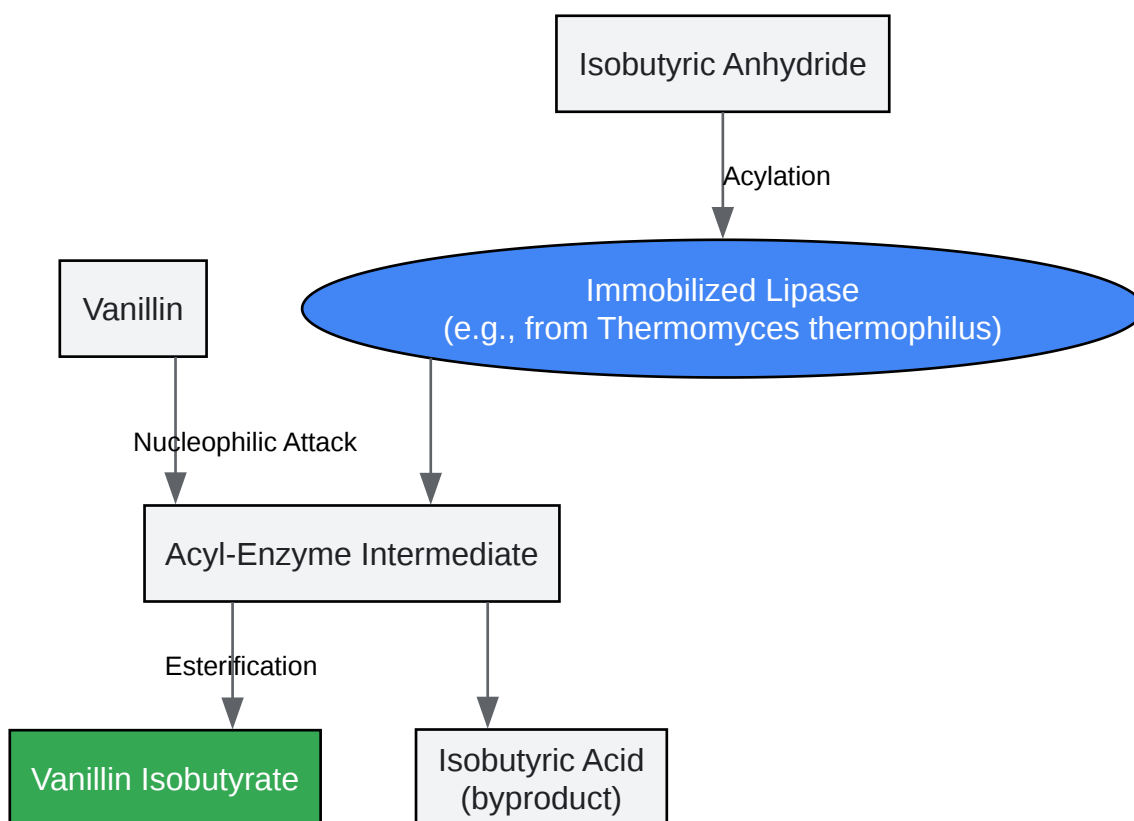 Isobutyric Anhydride
Acylation
Immobilized Lipase
(e.g., from Thermomyces thermophilus)
Vanillin
Nucleophilic Attack
Acyl-Enzyme Intermediate
Esterification
Vanillin Isobutyrate
Isobutyric Acid
(byproduct)